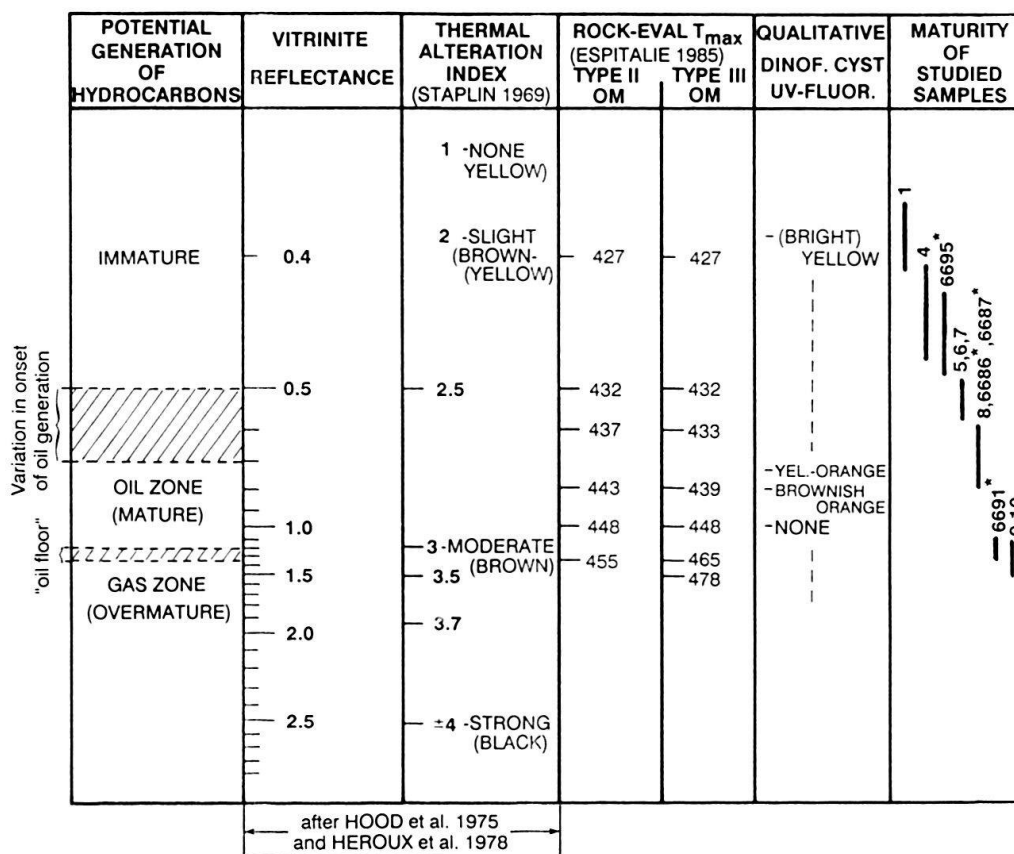 POTENTIAL
GENERATION
OF
HYDROCARBONS
VITRINITE
REFLECTANCE
THERMAL
ALTERATION
INDEX
(STAPLIN 1969)
ROCK-EVAL Tmax
(ESPITALIE 1985)
TYPE II
OM
TYPE III
OM
QUALITATIVE
DINOF. CYST
UV-FLUOR.
MATURITY
OF
STUDIED
SAMPLES
Variation in onset
of oil generation
"oil floor"
IMMATURE
OIL ZONE
(MATURE)
GAS ZONE
(OVERMATURE)
0.4
0.5
1.0
1.5
2.0
2.5
1 -NONE
YELLOW)
2 -SLIGHT
(BROWN-
(YELLOW)
2.5
3 -MODERATE
(BROWN)
3.5
3.7
±4 -STRONG
(BLACK)
427
432
437
443
448
455
427
432
433
439
448
465
478
-(BRIGHT)
YELLOW
-YEL.-ORANGE
-BROWNISH
ORANGE
-NONE
1
4
6695*
5,6,7
8,6686*,6687*
6691*
after HOOD et al. 1975
and HEROUX et al. 1978